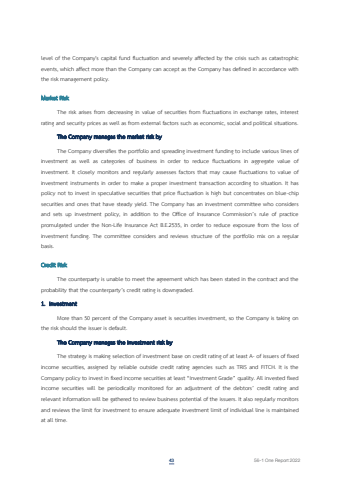 level of the Company's capital fund fluctuation and severely affected by the crisis such as catastrophic
events, which affect more than the Company can accept as the Company has defined in accordance with
the risk management policy.
Market Risk
The risk arises from decreasing in value of securities from fluctuations in exchange rates, interest
rating and security prices as well as from external factors such as economic, social and political situations.
The Company manages the market risk by
The Company diversifies the portfolio and spreading investment funding to include various lines of
investment as well as categories of business in order to reduce fluctuations in aggregate value of
investment. It closely monitors and regularly assesses factors that may cause fluctuations to value of
investment instruments in order to make a proper investment transaction according to situation. It has
policy not to invest in speculative securities that price fluctuation is high but concentrates on blue-chip
securities and ones that have steady yield. The Company has an investment committee who considers
and sets up investment policy, in addition to the Office of Insurance Commission's rule of practice
promulgated under the Non-Life Insurance Act B.E.2535, in order to reduce exposure from the loss of
investment funding. The committee considers and reviews structure of the portfolio mix on a regular
basis.
Credit Risk
The counterparty is unable to meet the agreement which has been stated in the contract and the
probability that the counterparty's credit rating is downgraded.
1. Investment
More than 50 percent of the Company asset is securities investment, so the Company is taking on
the risk should the issuer is default.
The Company manages the investment risk by
The strategy is making selection of investment base on credit rating of at least A- of issuers of fixed
income securities, assigned by reliable outside credit rating agencies such as TRIS and FITCH. It is the
Company policy to invest in fixed income securities at least "Investment Grade" quality. All invested fixed
income securities will be periodically monitored for an adjustment of the debtors' credit rating and
relevant information will be gathered to review business potential of the issuers. It also regularly monitors
and reviews the limit for investment to ensure adequate investment limit of individual line is maintained
at all time.
43
56-1 One-Report 2022